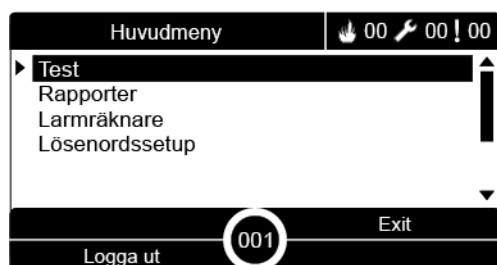 Huvudmeny 00 00 ! 00
Test
Rapporter
Larmräknare
Lösenordssetup
Exit
001
Logga ut